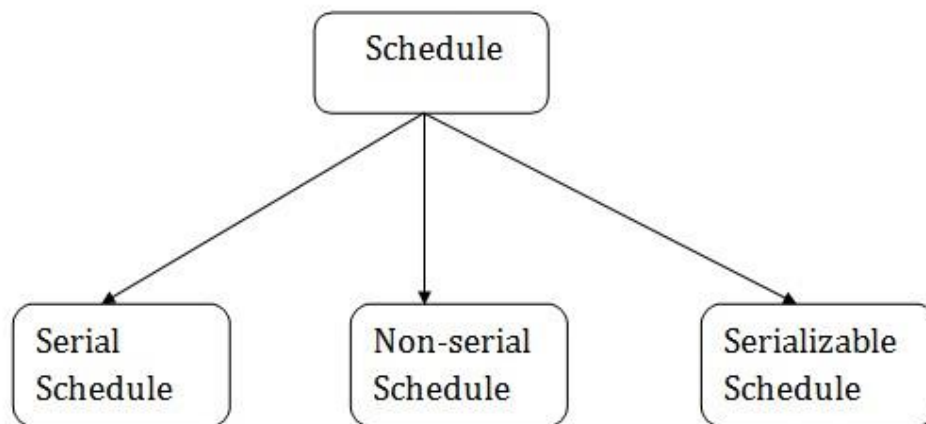 Schedule
Serial
Schedule
Non-serial
Schedule
Serializable
Schedule